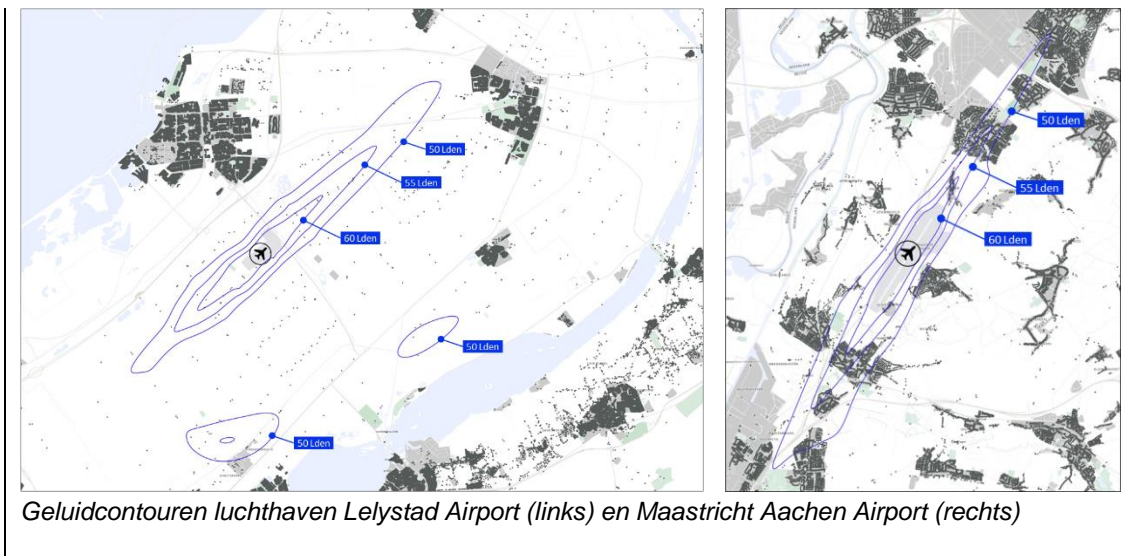 50 Lden
55 Lden
60 Lden
50 Lden
50 Lden
50 Lden
55 Lden
60 Lden
Geluidcontouren luchthaven Lelystad Airport (links) en Maastricht Aachen Airport (rechts)